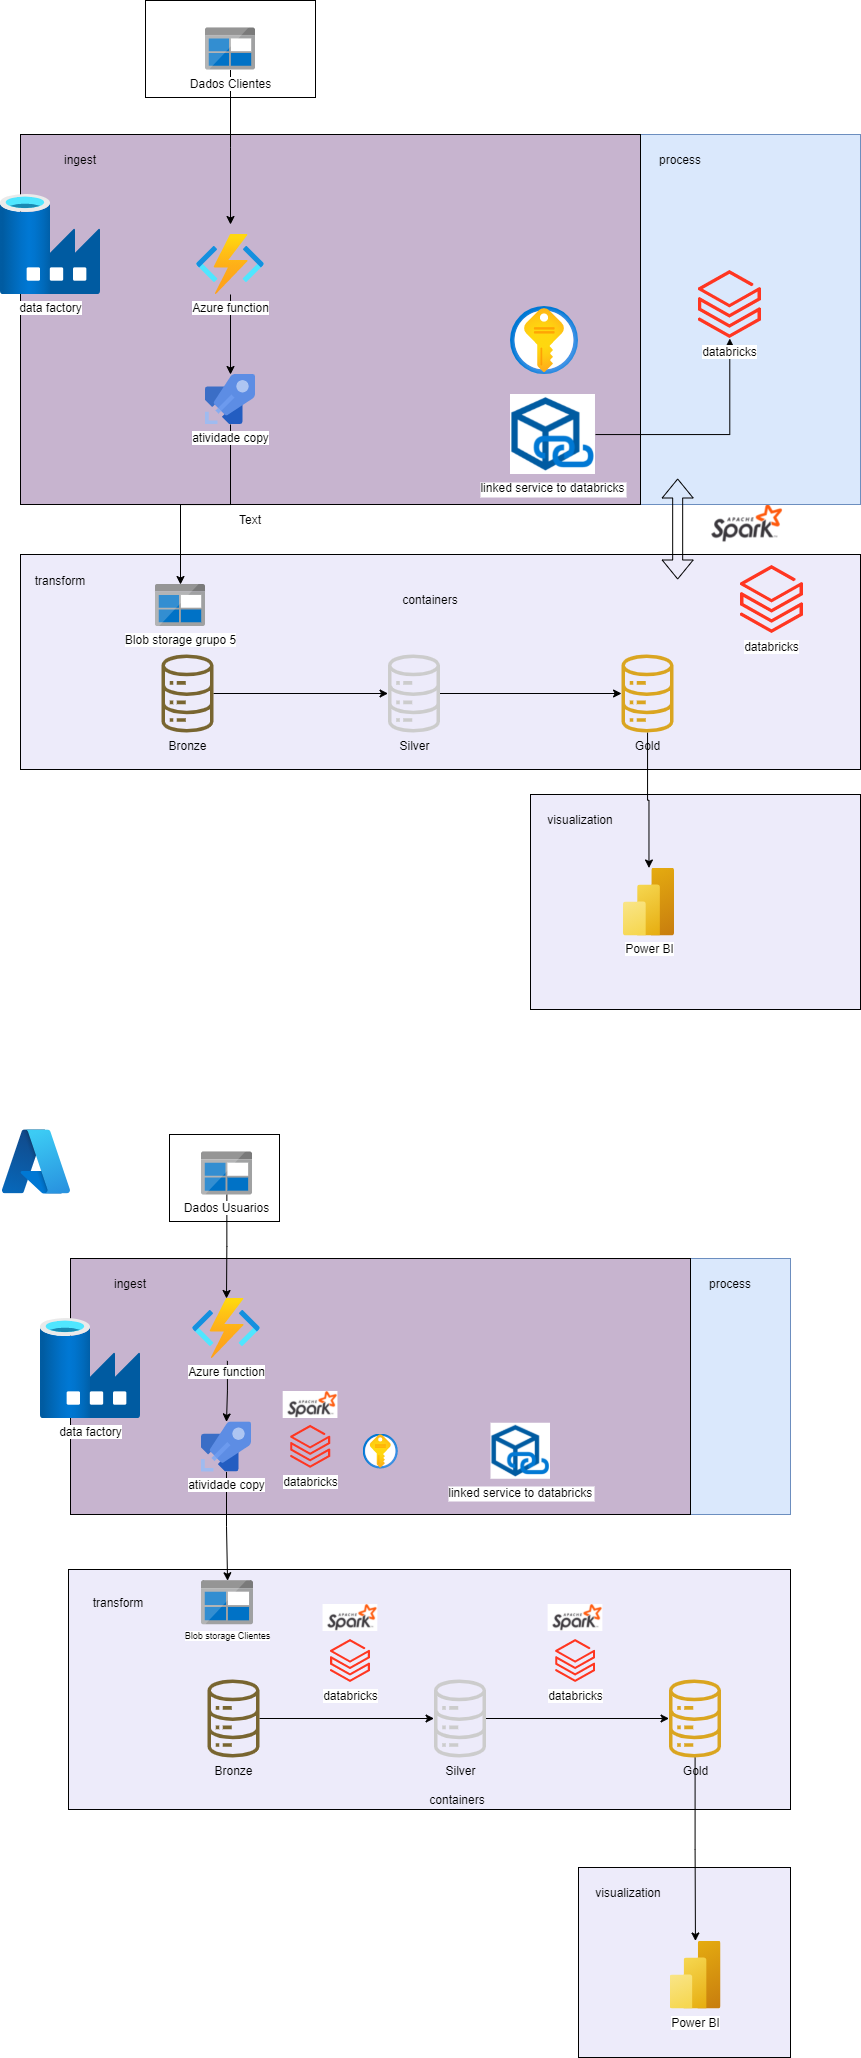 Dados Clientes
ingest
process
data factory
Azure function
databricks
atividade copy
linked service to databricks
Text
APACHE
Spark
transform
containers
Blob storage grupo 5
databricks
Bronze
Silver
Gold
visualization
Power BI
Dados Usuarios
ingest
process
Azure function
APACHE
Spark
data factory
atividade copy
databricks
linked service to databricks
transform
Blob storage Clientes
APACHE
Spark
APACHE
Spark
databricks
databricks
Bronze
Silver
Gold
containers
visualization
Power BI